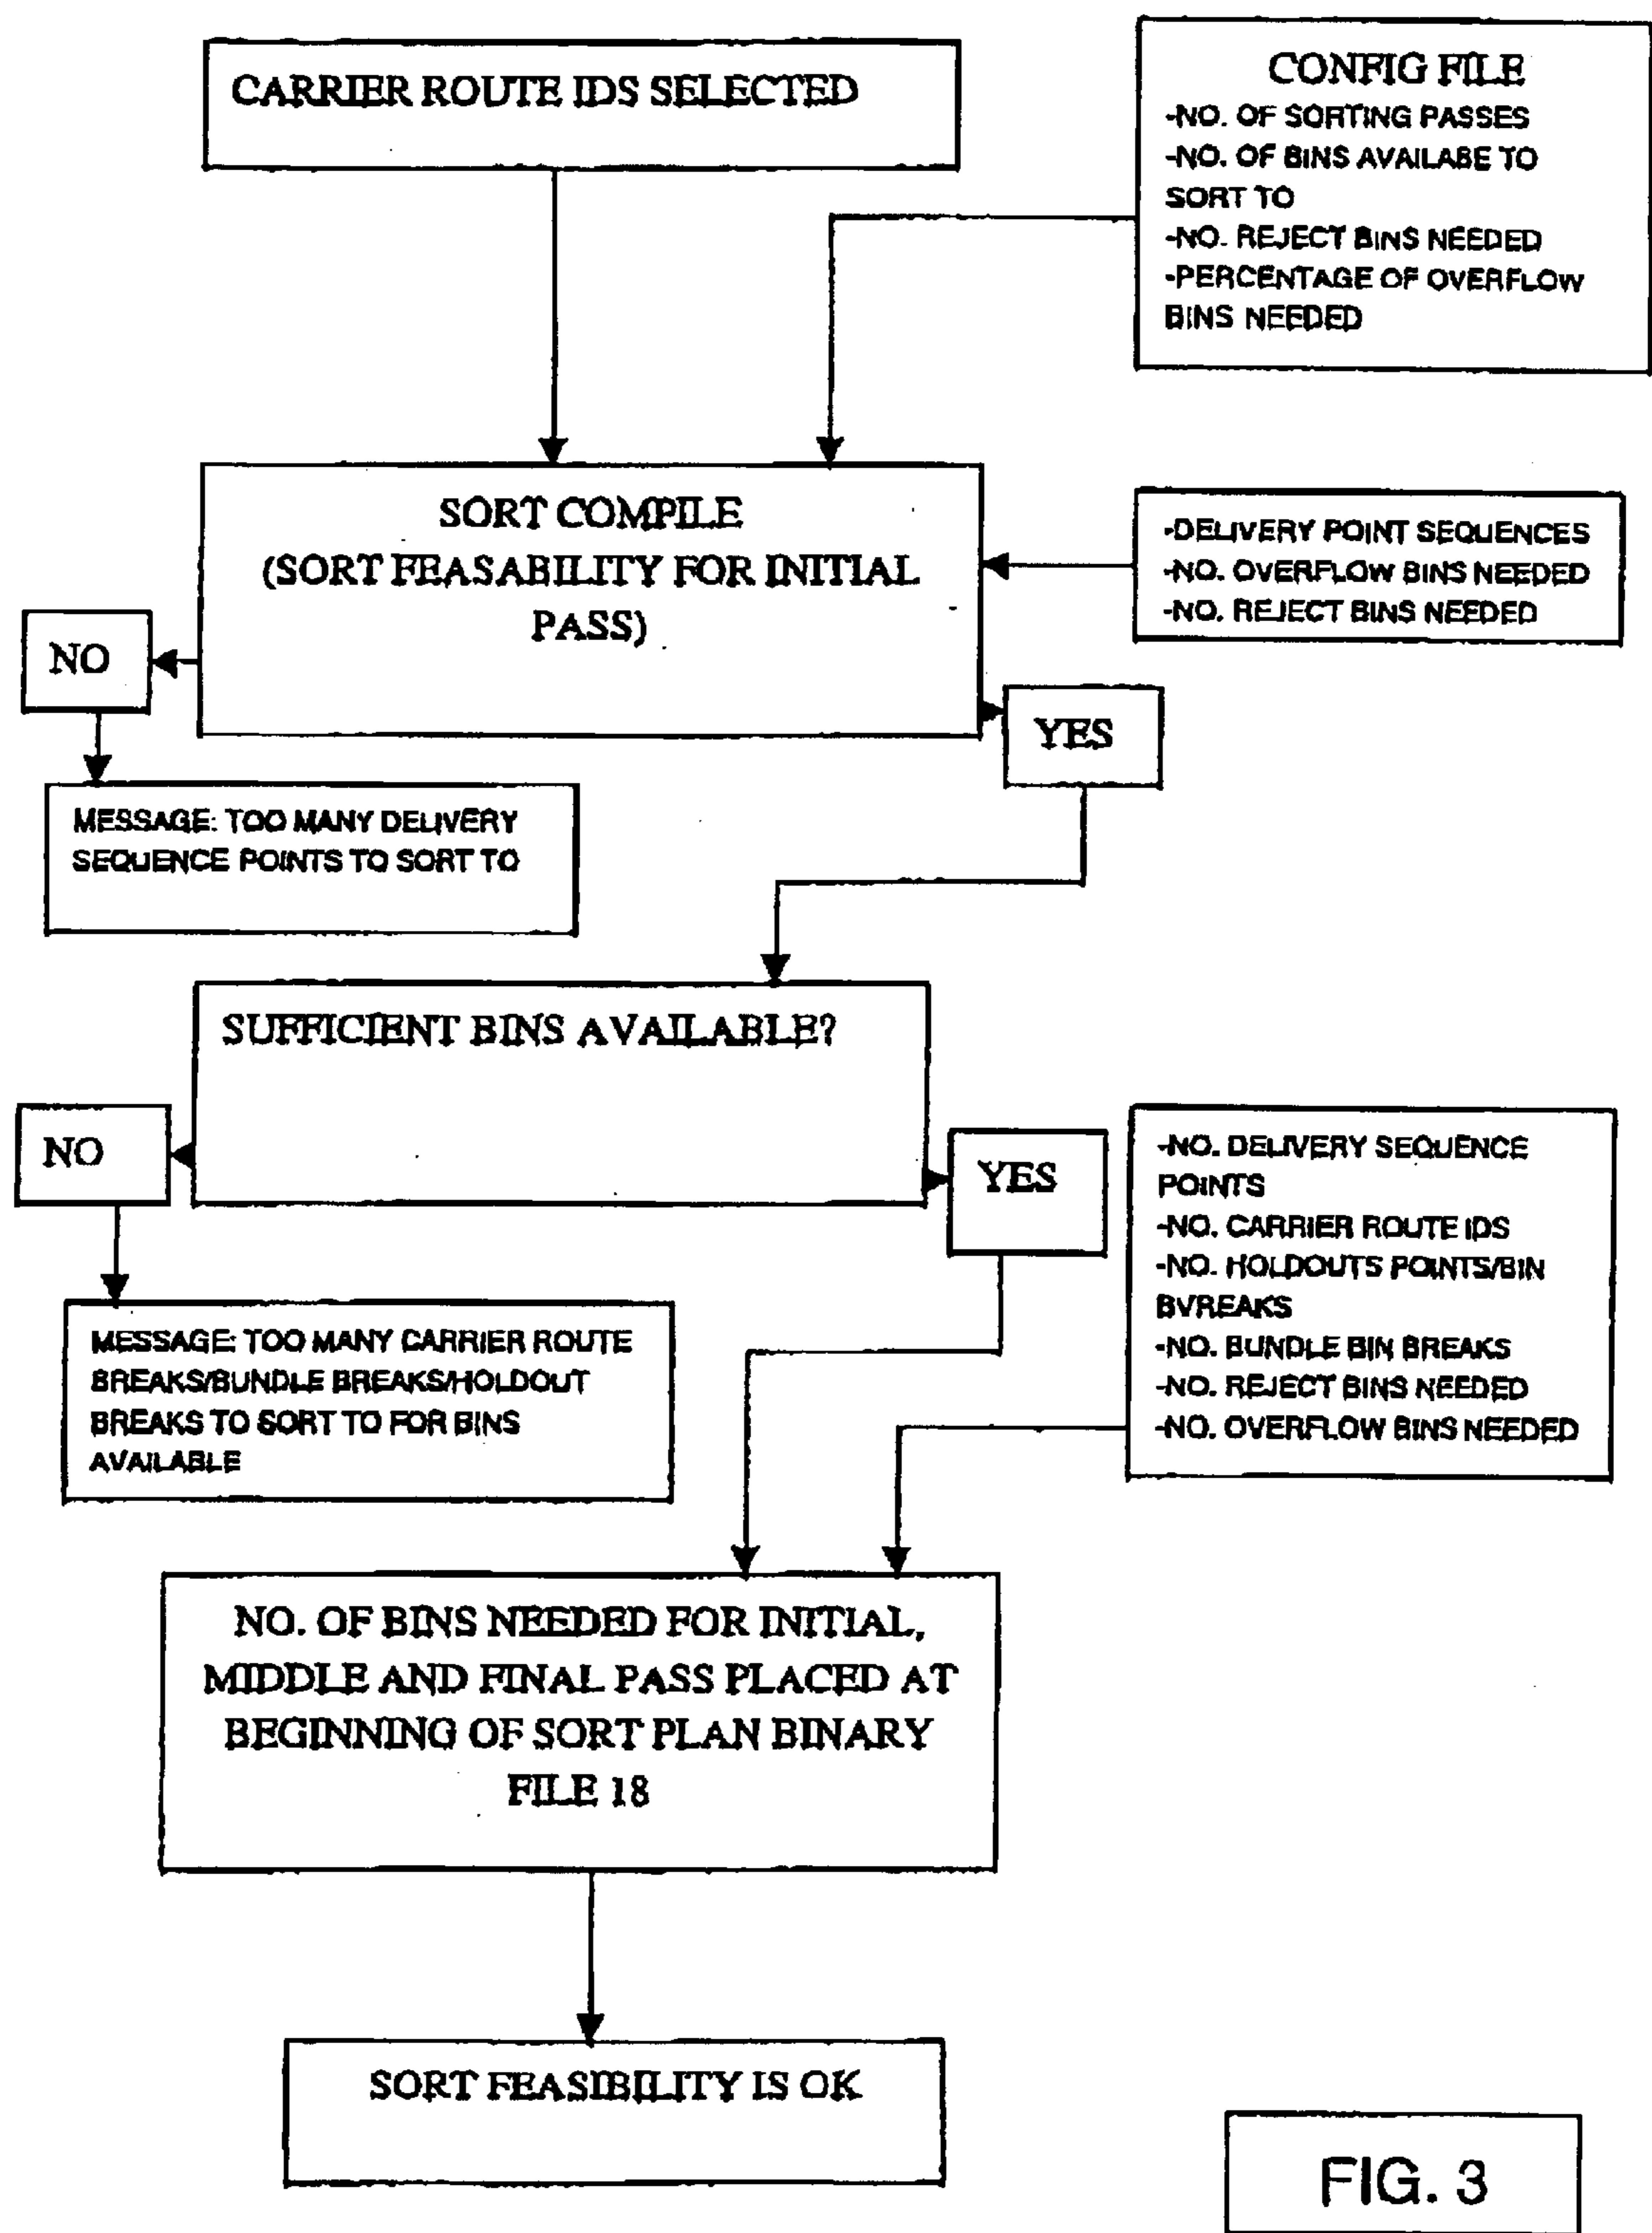 CARRIER ROUTE IDS SELECTED
CONFIG FILE
-NO. OF SORTING PASSES
-NO. OF BINS AVAILABE TO
SORT TO
-NO. REJECT BINS NEEDED
-PERCENTAGE OF OVERFLOW
BINS NEEDED
SORT COMPILE
(SORT FEASABILITY FOR INITIAL
PASS)
-DELIVERY POINT SEQUENCES
-NO. OVERFLOW BINS NEEDED
-NO. REJECT BINS NEEDED
NO
YES
MESSAGE: TOO MANY DELIVERY
SEQUENCE POINTS TO SORT TO
SUFFICIENT BINS AVAILABLE?
NO
YES
-NO. DELIVERY SEQUENCE
POINTS
-NO. CARRIER ROUTE IDS
-NO. HOLDOUTS POINTS/BIN
BVREAKS
-NO. BUNDLE BIN BREAKS
-NO. REJECT BINS NEEDED
-NO. OVERFLOW BINS NEEDED
MESSAGE: TOO MANY CARRIER ROUTE
BREAKS/BUNDLE BREAKS/HOLDOUT
BREAKS TO SORT TO FOR BINS
AVAILABLE
NO. OF BINS NEEDED FOR INITIAL,
MIDDLE AND FINAL PASS PLACED AT
BEGINNING OF SORT PLAN BINARY
FILE 18
SORT FEASIBILITY IS OK
FIG. 3